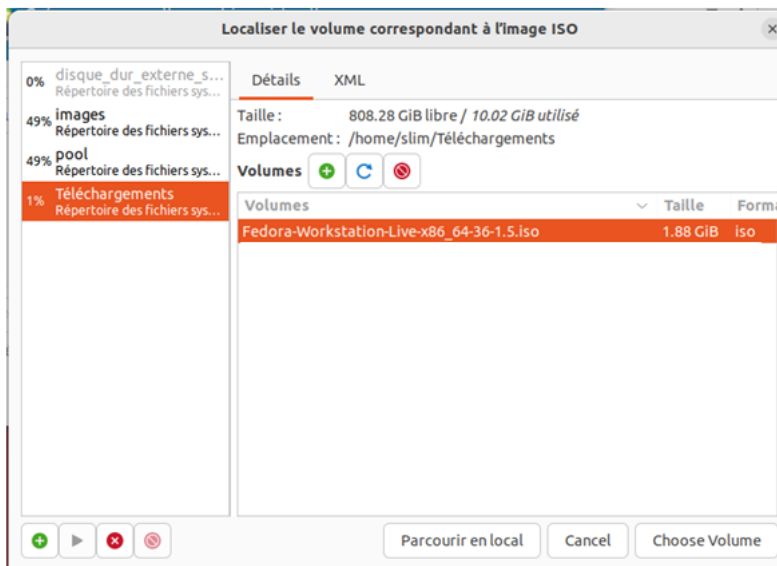 Localiser le volume correspondant à l'image ISO
0% disque_dur_externe_s...
Répertoire des fichiers sys...
49% images
Répertoire des fichiers sys...
49% pool
Répertoire des fichiers sys...
1% Téléchargements
Répertoire des fichiers sys...
Détails XML
Taille : 808.28 GiB libre / 10.02 GiB utilisé
Emplacement : /home/slim/Téléchargements
Volumes
Volumes Taille Forma
Fedora-Workstation-Live-x86_64-36-1.5.iso 1.88 GiB iso
Parcourir en local Cancel Choose Volume